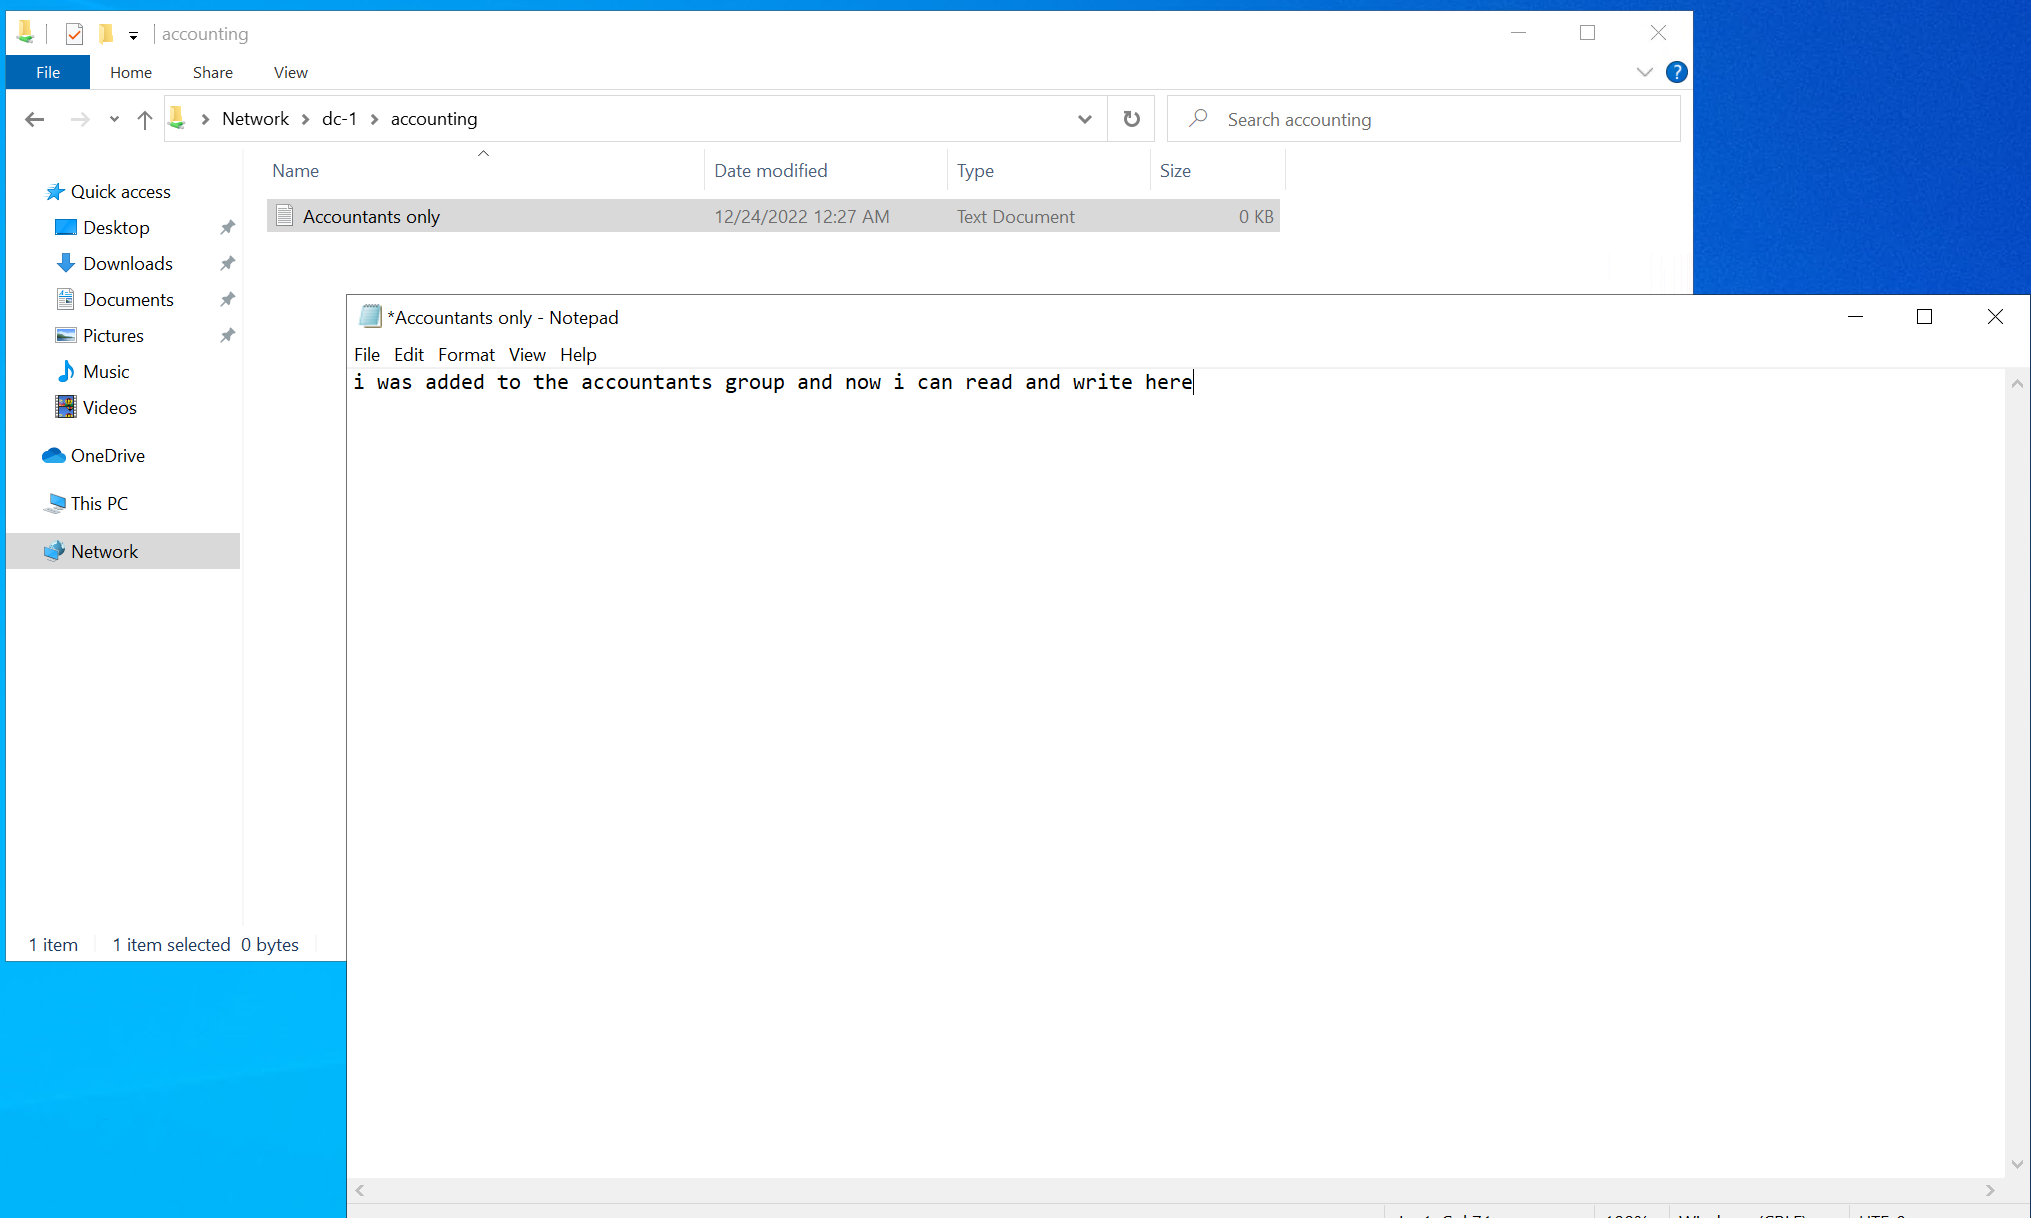 accounting
File Home Share View
Network dc-1 accounting
Search accounting
Name Date modified Type Size
Accountants only 12/24/2022 12:27 AM Text Document 0 KB
Quick access
Desktop
Downloads
Documents
Pictures
Music
Videos
OneDrive
This PC
Network
1 item 1 item selected 0 bytes
*Accountants only - Notepad
File Edit Format View Help
i was added to the accountants group and now i can read and write here